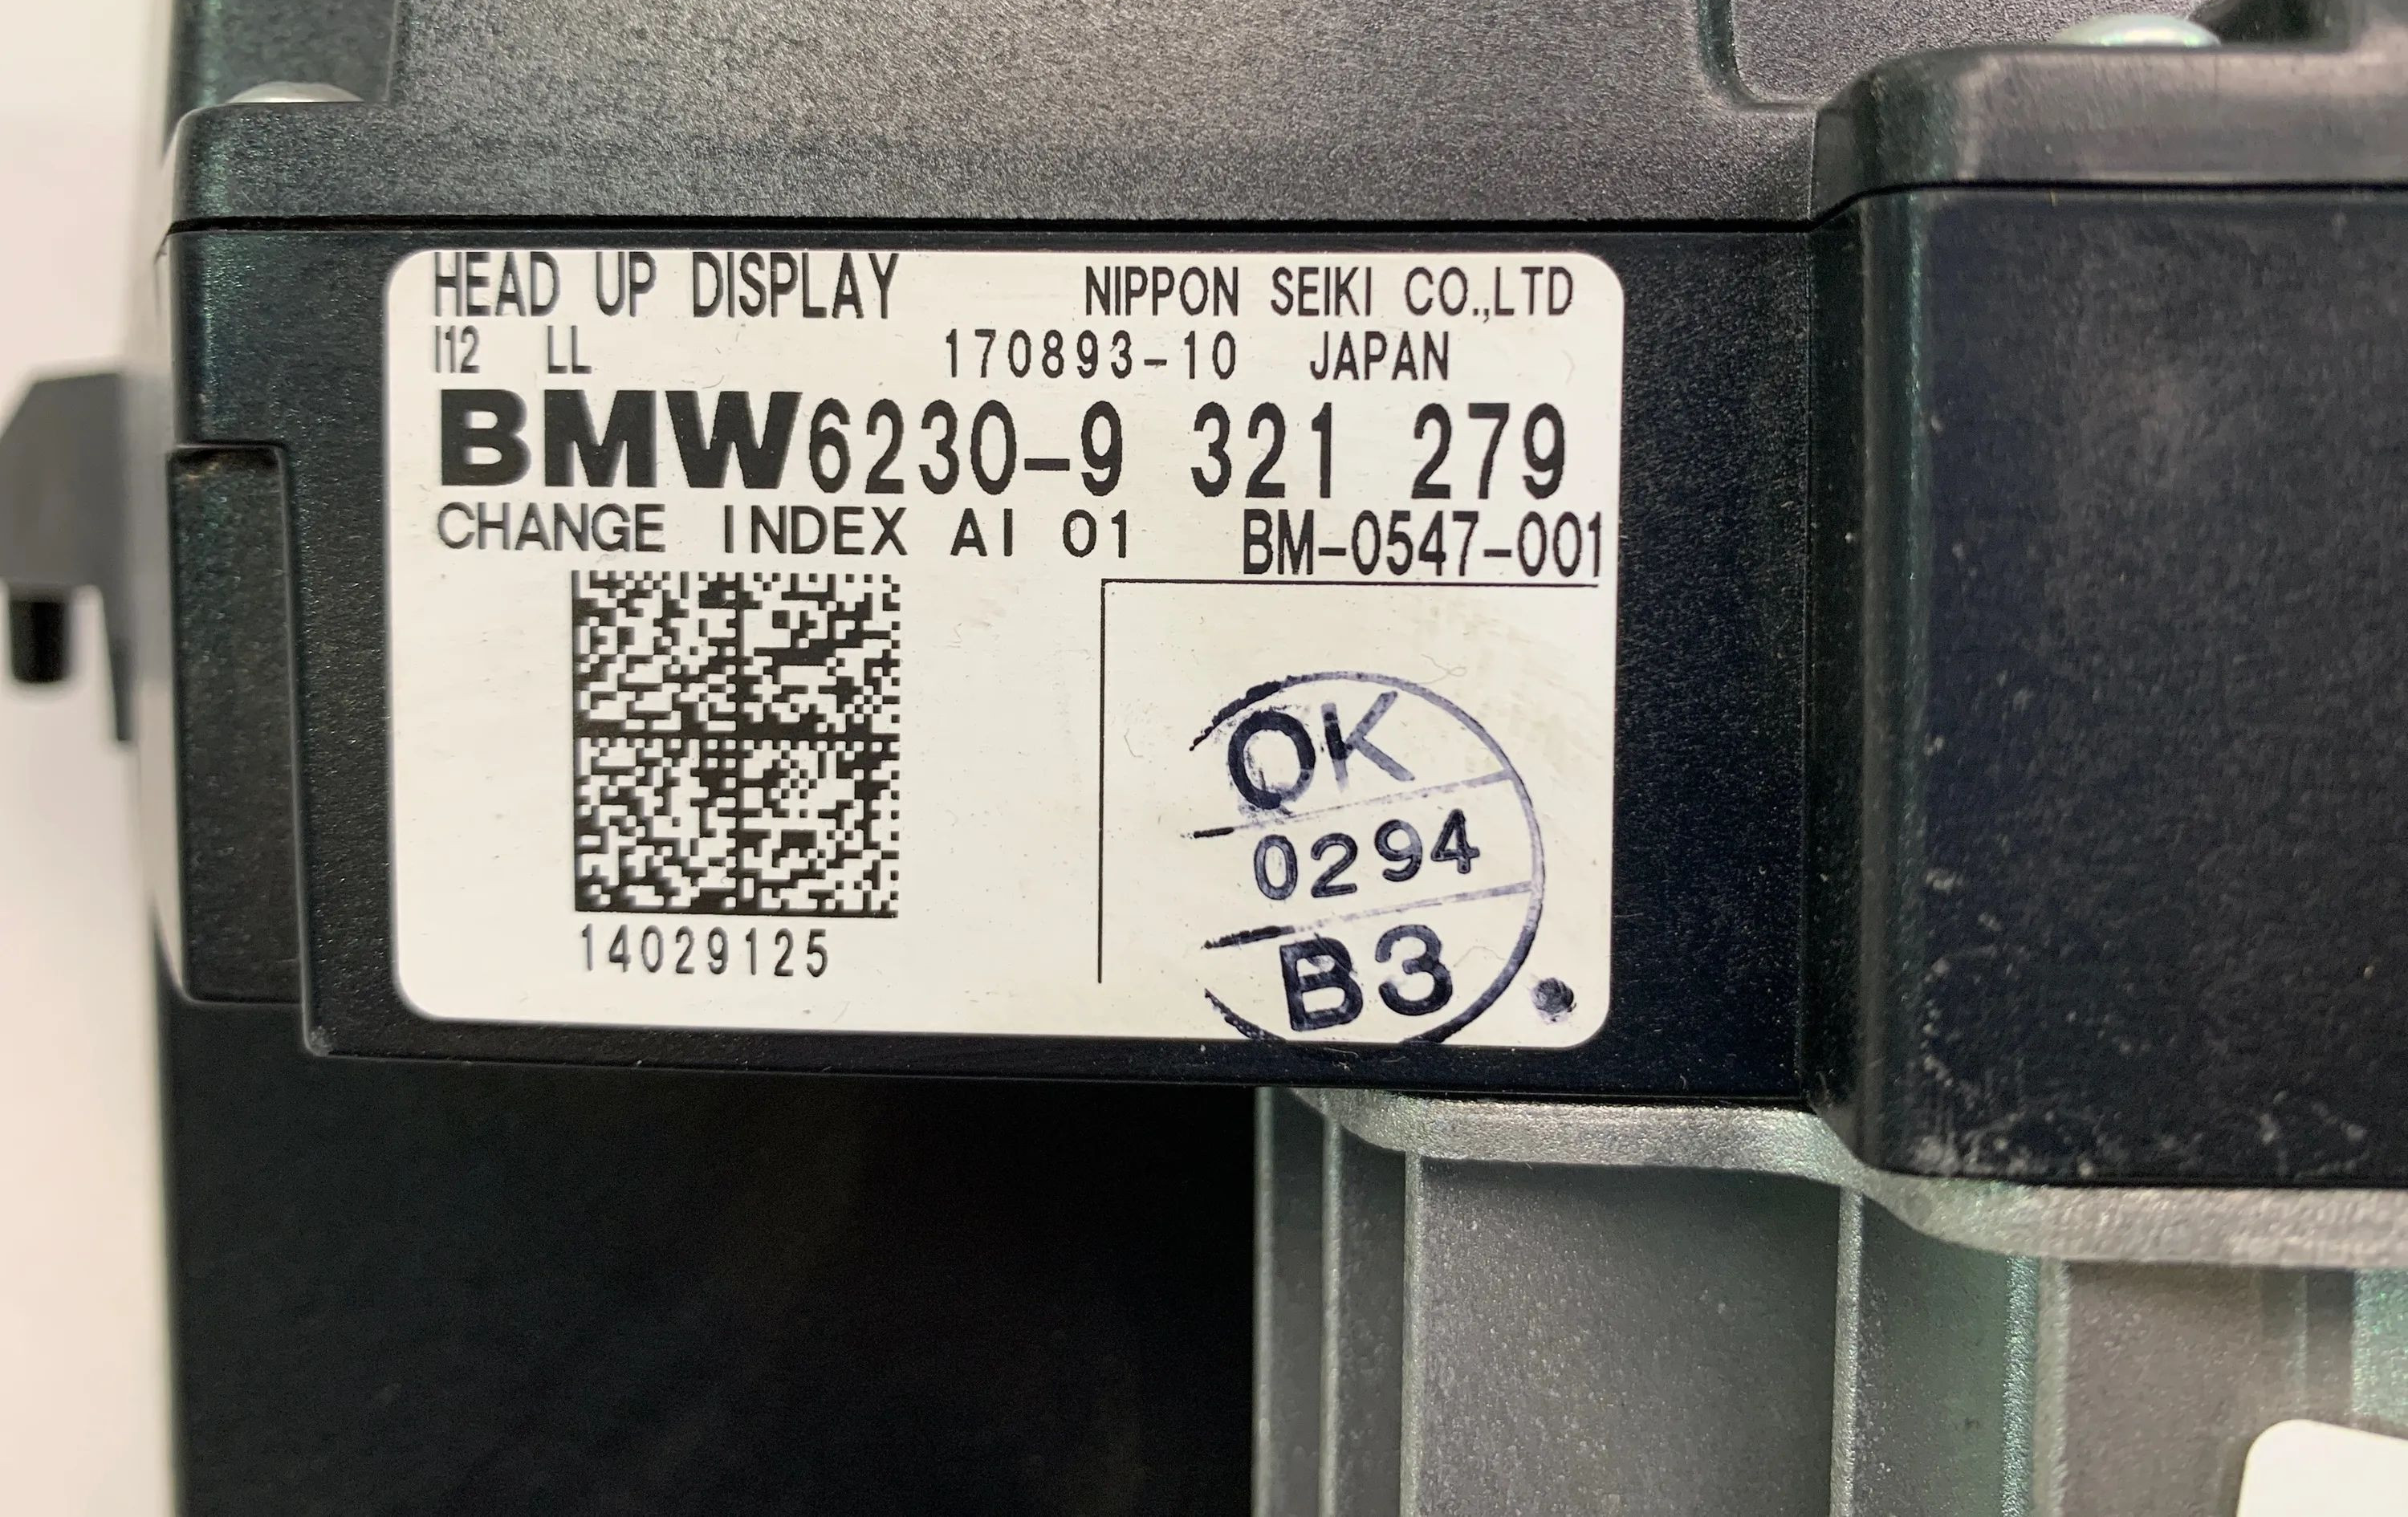 HEAD UP DISPLAY NIPPON SEIKI CO.,LTD
I12 LL 170893-10 JAPAN
BMW6230-9 321 279
CHANGE INDEX AI 01 BM-0547-001
14029125
OK
0294
B3